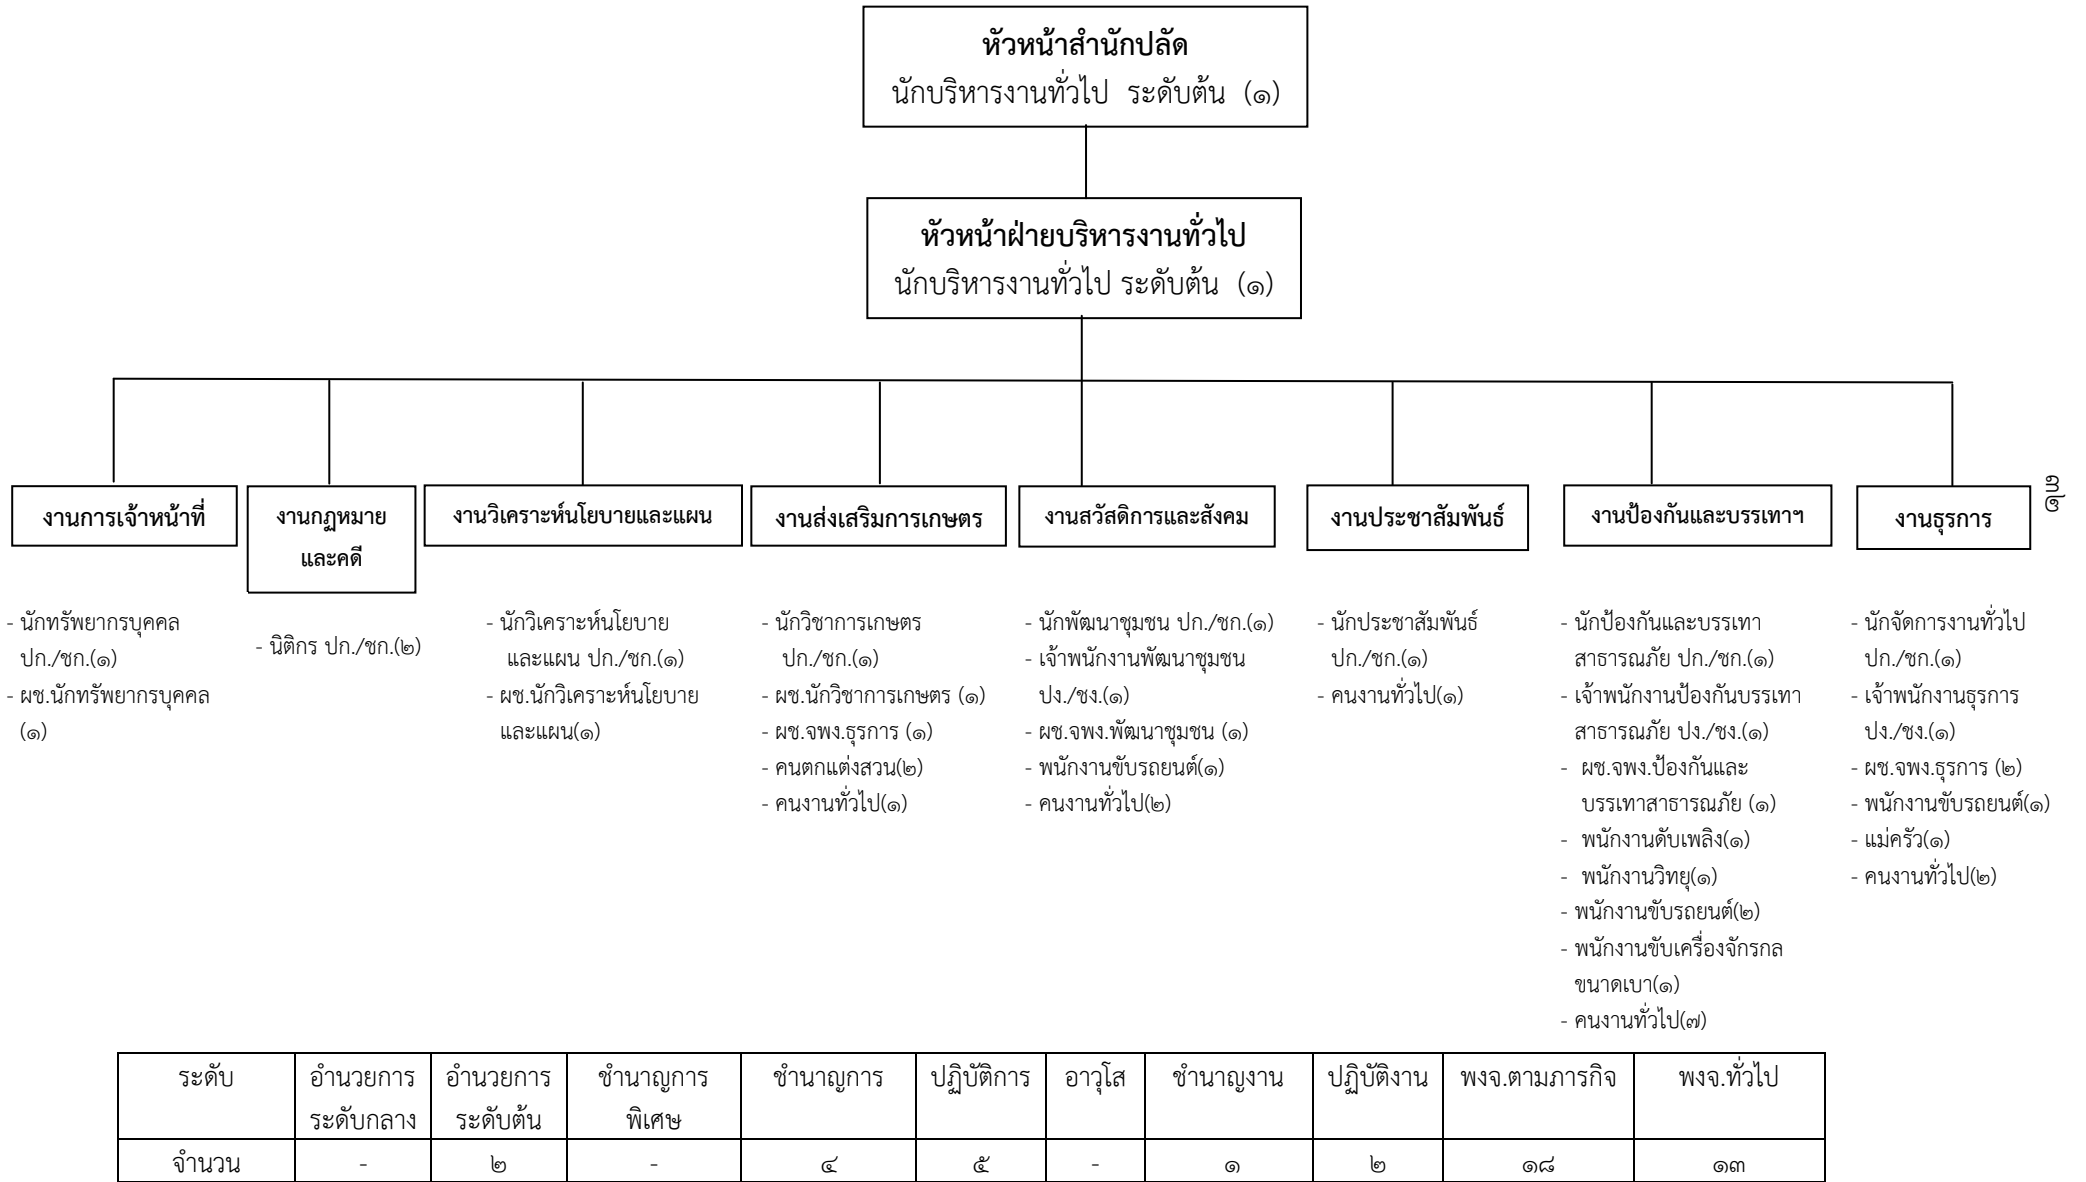 หัวหน้าสำนักปลัด
นักบริหารงานทั่วไป ระดับต้น (๑)
หัวหน้าฝ่ายบริหารงานทั่วไป
นักบริหารงานทั่วไป ระดับต้น (๑)
งานการเจ้าหน้าที่
- นักทรัพยากรบุคคล
ปก./ชก.(๑)
- ผช.นักทรัพยากรบุคคล
(๑)
งานกฎหมาย
และคดี
- นิติกร ปก./ชก.(๒)
งานวิเคราะห์นโยบายและแผน
- นักวิเคราะห์นโยบาย
และแผน ปก./ชก.(๑)
- ผช.นักวิเคราะห์นโยบาย
และแผน(๑)
งานส่งเสริมการเกษตร
- นักวิชาการเกษตร
ปก./ชก.(๑)
- ผช.นักวิชาการเกษตร (๑)
- ผช.จพง.ธุรการ (๑)
- คนตกแต่งสวน(๒)
- คนงานทั่วไป(๑)
งานสวัสดิการและสังคม
- นักพัฒนาชุมชน ปก./ชก.(๑)
- เจ้าพนักงานพัฒนาชุมชน
ปง./ชง.(๑)
- ผช.จพง.พัฒนาชุมชน (๑)
- พนักงานขับรถยนต์(๑)
- คนงานทั่วไป(๒)
งานประชาสัมพันธ์
- นักประชาสัมพันธ์
ปก./ชก.(๑)
- คนงานทั่วไป(๑)
งานป้องกันและบรรเทาฯ
- นักป้องกันและบรรเทา
สาธารณภัย ปก./ชก.(๑)
- เจ้าพนักงานป้องกันบรรเทา
สาธารณภัย ปง./ชง.(๑)
- ผช.จพง.ป้องกันและ
บรรเทาสาธารณภัย (๑)
- พนักงานดับเพลิง(๑)
- พนักงานวิทยุ(๑)
- พนักงานขับรถยนต์(๒)
- พนักงานขับเครื่องจักรกล
ขนาดเบา(๑)
- คนงานทั่วไป(๗)
งานธุรการ
- นักจัดการงานทั่วไป
ปก./ชก.(๑)
- เจ้าพนักงานธุรการ
ปง./ชง.(๑)
- ผช.จพง.ธุรการ (๒)
- พนักงานขับรถยนต์(๑)
- แม่ครัว(๑)
- คนงานทั่วไป(๒)
๓๒
ระดับ อำนวยการ อำนวยการ ชำนาญการ ชำนาญการ ปฏิบัติการ อาวุโส ชำนาญงาน ปฏิบัติงาน พงจ.ตามภารกิจ พงจ.ทั่วไป
ระดับกลาง ระดับต้น พิเศษ
จำนวน - ๒ - ๔ ๕ - ๑ ๒ ๑๘ ๑๓